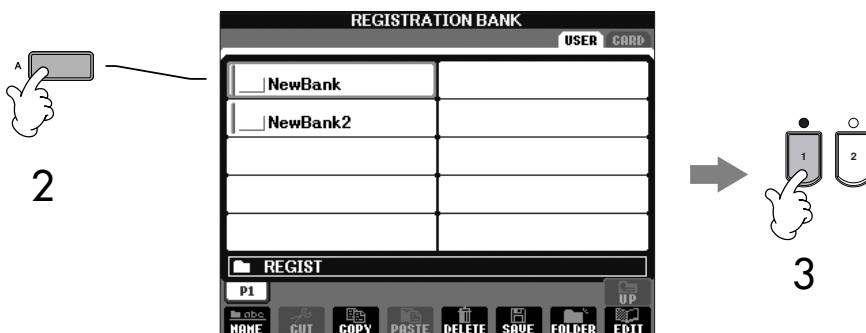 REGISTRATION BANK
USER CARD
A
NewBank
NewBank2
2
1 2
3
REGIST
P1
UP
abc
NAME CUT COPY PASTE DELETE SAVE FOLDER EDIT